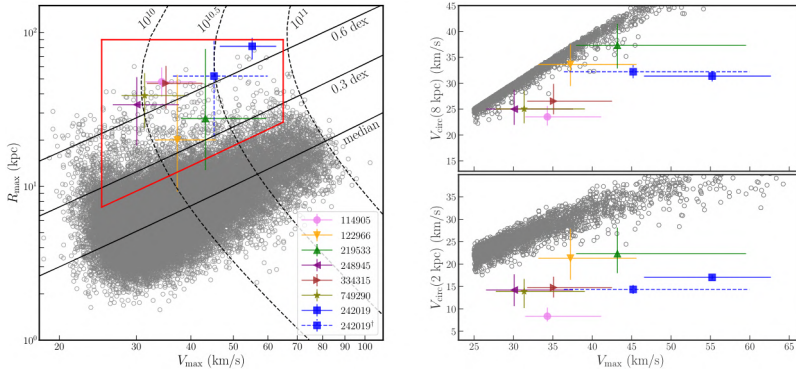 10^10
10^10.5
10^11
0.6 dex
0.3 dex
median
10^2
10^1
10^0
R_max (kpc)
114905
122966
219533
248945
334315
749290
242019
242019†
20 30 40 50 60 70 80 90 100
V_max (km/s)
45
40
35
30
25
20
15
V_circ(8 kpc) (km/s)
35
30
25
20
15
10
5
V_circ(2 kpc) (km/s)
25 30 35 40 45 50 55 60 65
V_max (km/s)